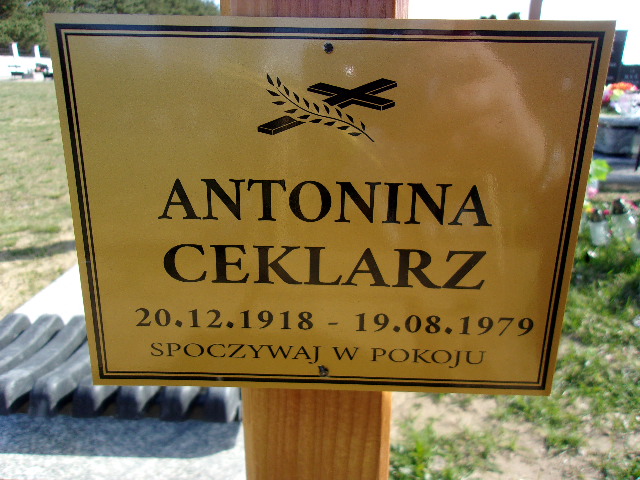 ANTONINA
CEKLARZ
20.12.1918 - 19.08.1979
SPOCZYWAJ W POKOJU